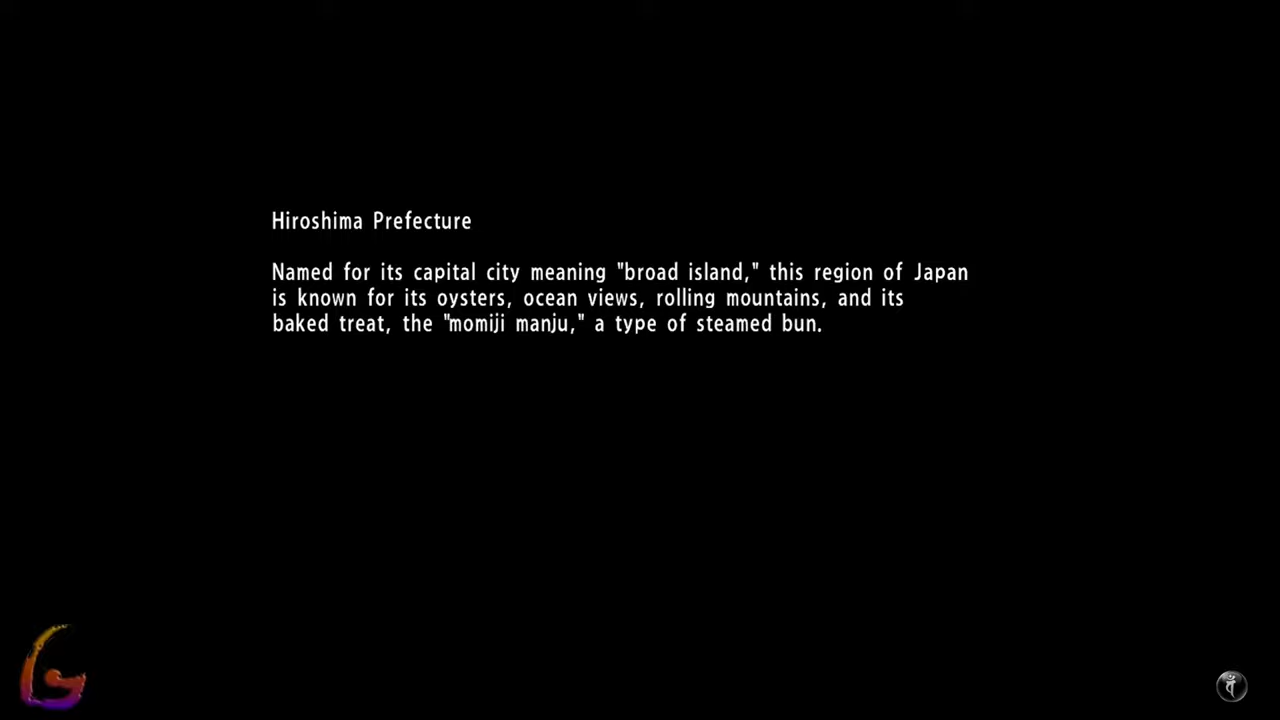 Hiroshima Prefecture
Named for its capital city meaning "broad island," this region of Japan
is known for its oysters, ocean views, rolling mountains, and its
baked treat, the "momiji manju," a type of steamed bun.